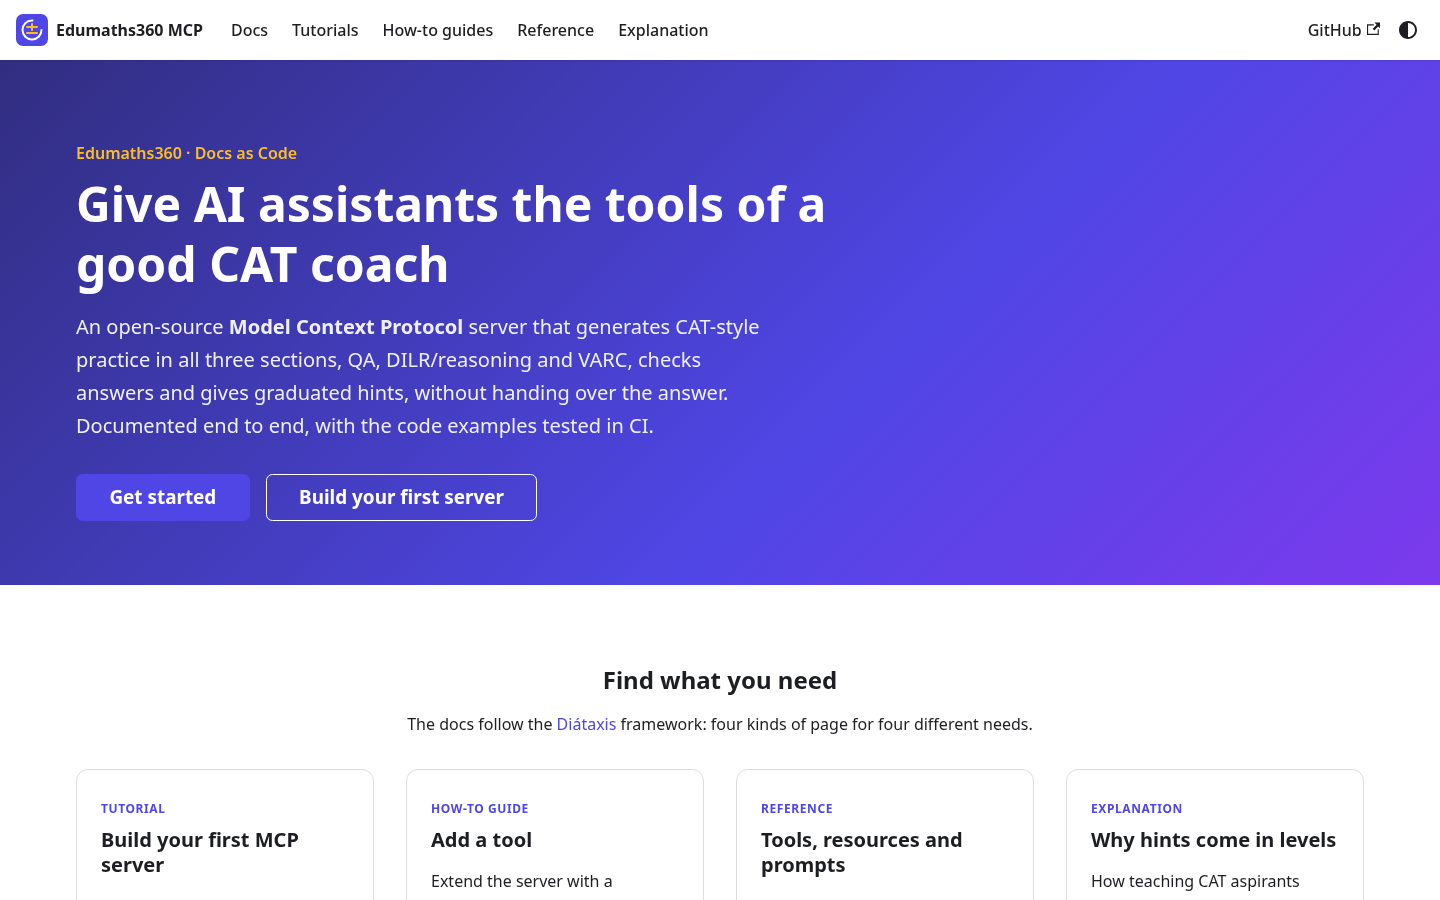 Edumaths360 MCP
Docs
Tutorials
How-to guides
Reference
Explanation
GitHub
Edumaths360 · Docs as Code
Give AI assistants the tools of a
good CAT coach
An open-source Model Context Protocol server that generates CAT-style
practice in all three sections, QA, DILR/reasoning and VARC, checks
answers and gives graduated hints, without handing over the answer.
Documented end to end, with the code examples tested in CI.
Get started
Build your first server
Find what you need
The docs follow the Diátaxis framework: four kinds of page for four different needs.
TUTORIAL
Build your first MCP
server
HOW-TO GUIDE
Add a tool
Extend the server with a
REFERENCE
Tools, resources and
prompts
EXPLANATION
Why hints come in levels
How teaching CAT aspirants